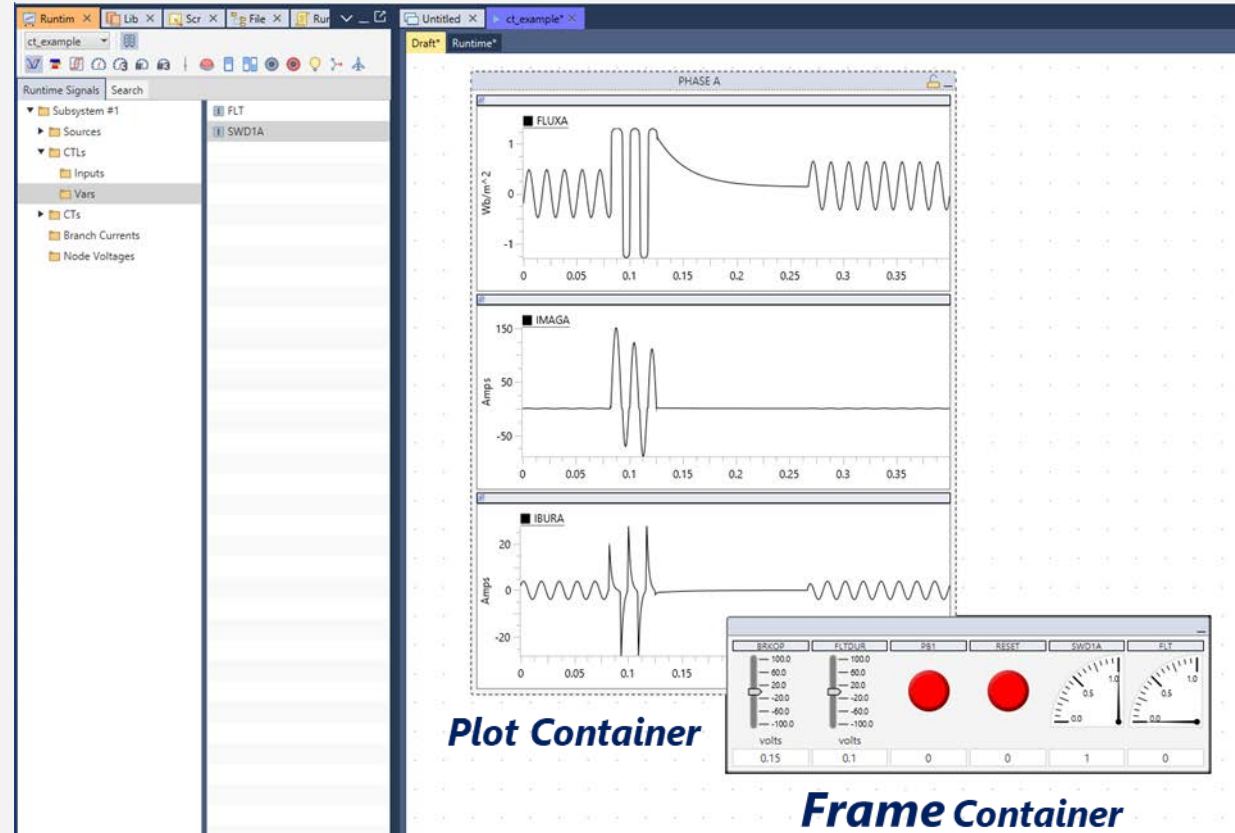 Runtim Lib Scr File Rur
Untitled ct_example*
ct_example
Draft* Runtime*
Runtime Signals Search
Subsystem #1
Sources
CTLs
Inputs
Vars
CTs
Branch Currents
Node Voltages
FLT
SWD1A
PHASE A
FLUXA
Wb/m^2
1
0
-1
0 0.05 0.1 0.15 0.2 0.25 0.3 0.35
IMAGA
Amps
150
50
-50
0 0.05 0.1 0.15 0.2 0.25 0.3 0.35
IBURA
Amps
20
0
-20
0 0.05 0.1 0.15
BRKOP FLTDUR PB1 RESET SWD1A FLT
100.0 100.0
60.0 60.0
20.0 20.0
-20.0 -20.0
-60.0 -60.0
-100.0 -100.0
1.0 1.0
0.5 0.5
0.0 0.0
volts volts
0.15 0.1 0 0 1 0
Plot Container
Frame Container